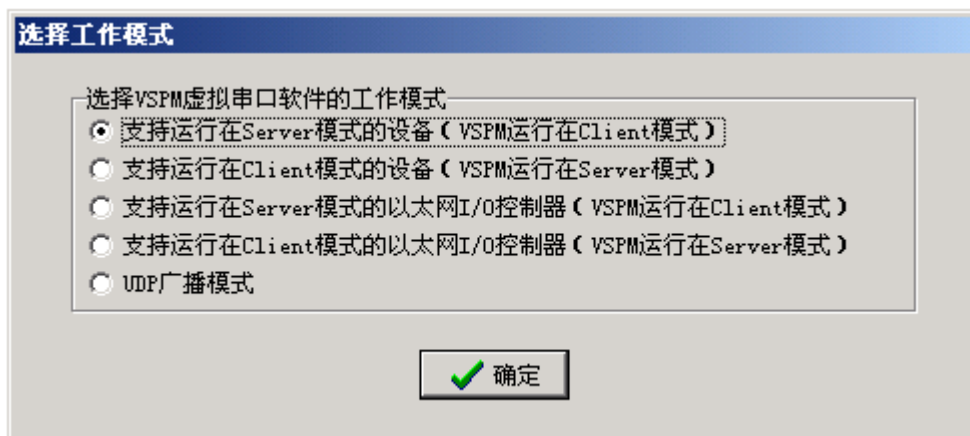 选择工作模式
选择VSPM虚拟串口软件的工作模式
支持运行在Server模式的设备(VSPM运行在Client模式)
支持运行在Client模式的设备(VSPM运行在Server模式)
支持运行在Server模式的以太网I/O控制器(VSPM运行在Client模式)
支持运行在Client模式的以太网I/O控制器(VSPM运行在Server模式)
UDP广播模式
确定